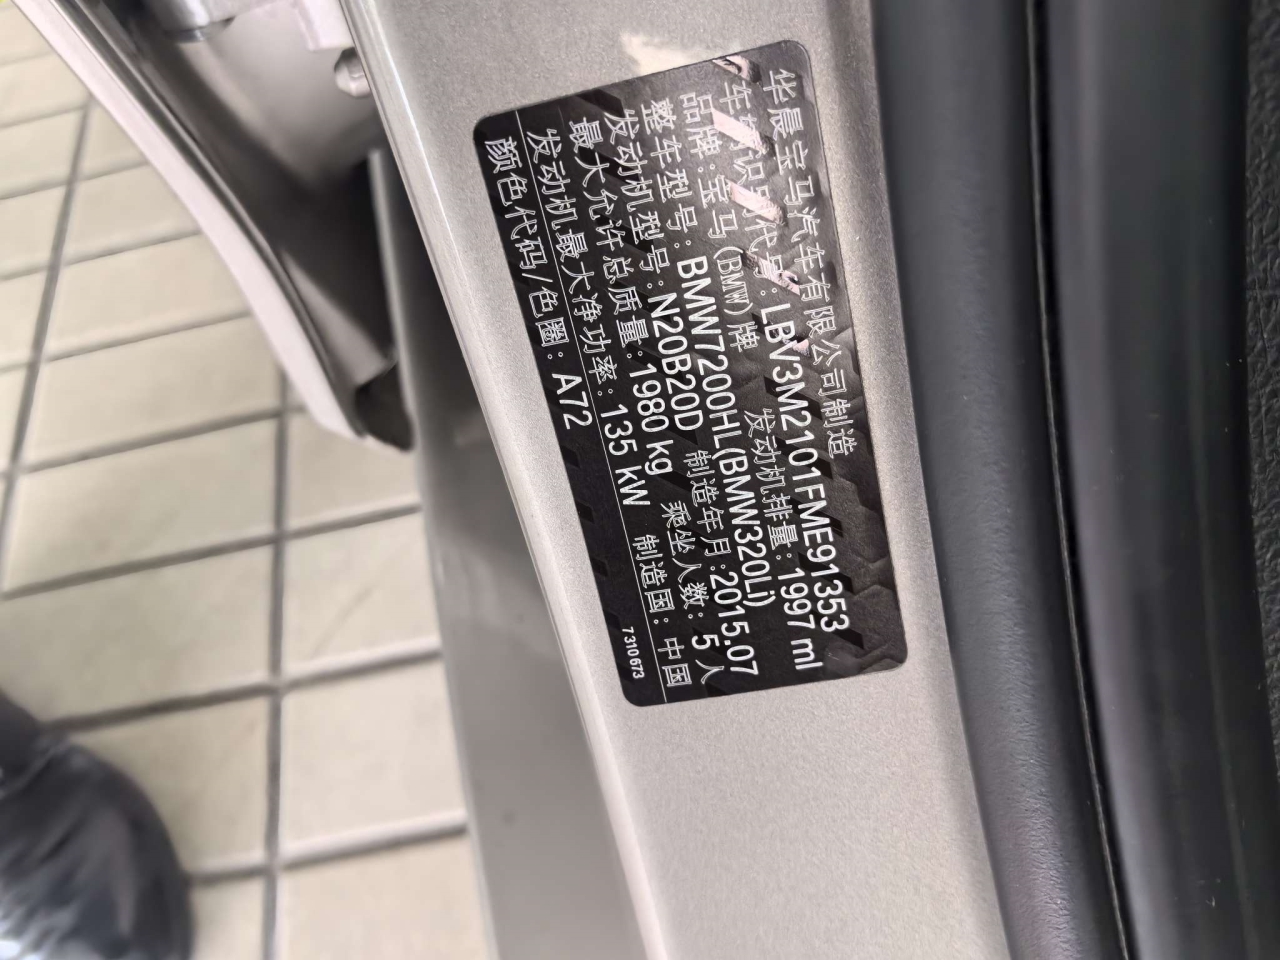 华晨宝马汽车有限公司制造
车辆识别代号:LBV3M2101FME91353
品牌:宝马(BMW)牌 发动机排量:1997 ml
整车型号:BMW7200HL(BMW320Li)
发动机型号:N20B20D 制造年月:2015.07
最大允许总质量:1980 kg 乘坐人数:5人
发动机最大净功率:135 kW 制造国:中国
颜色代码/色圈:A72 7310673